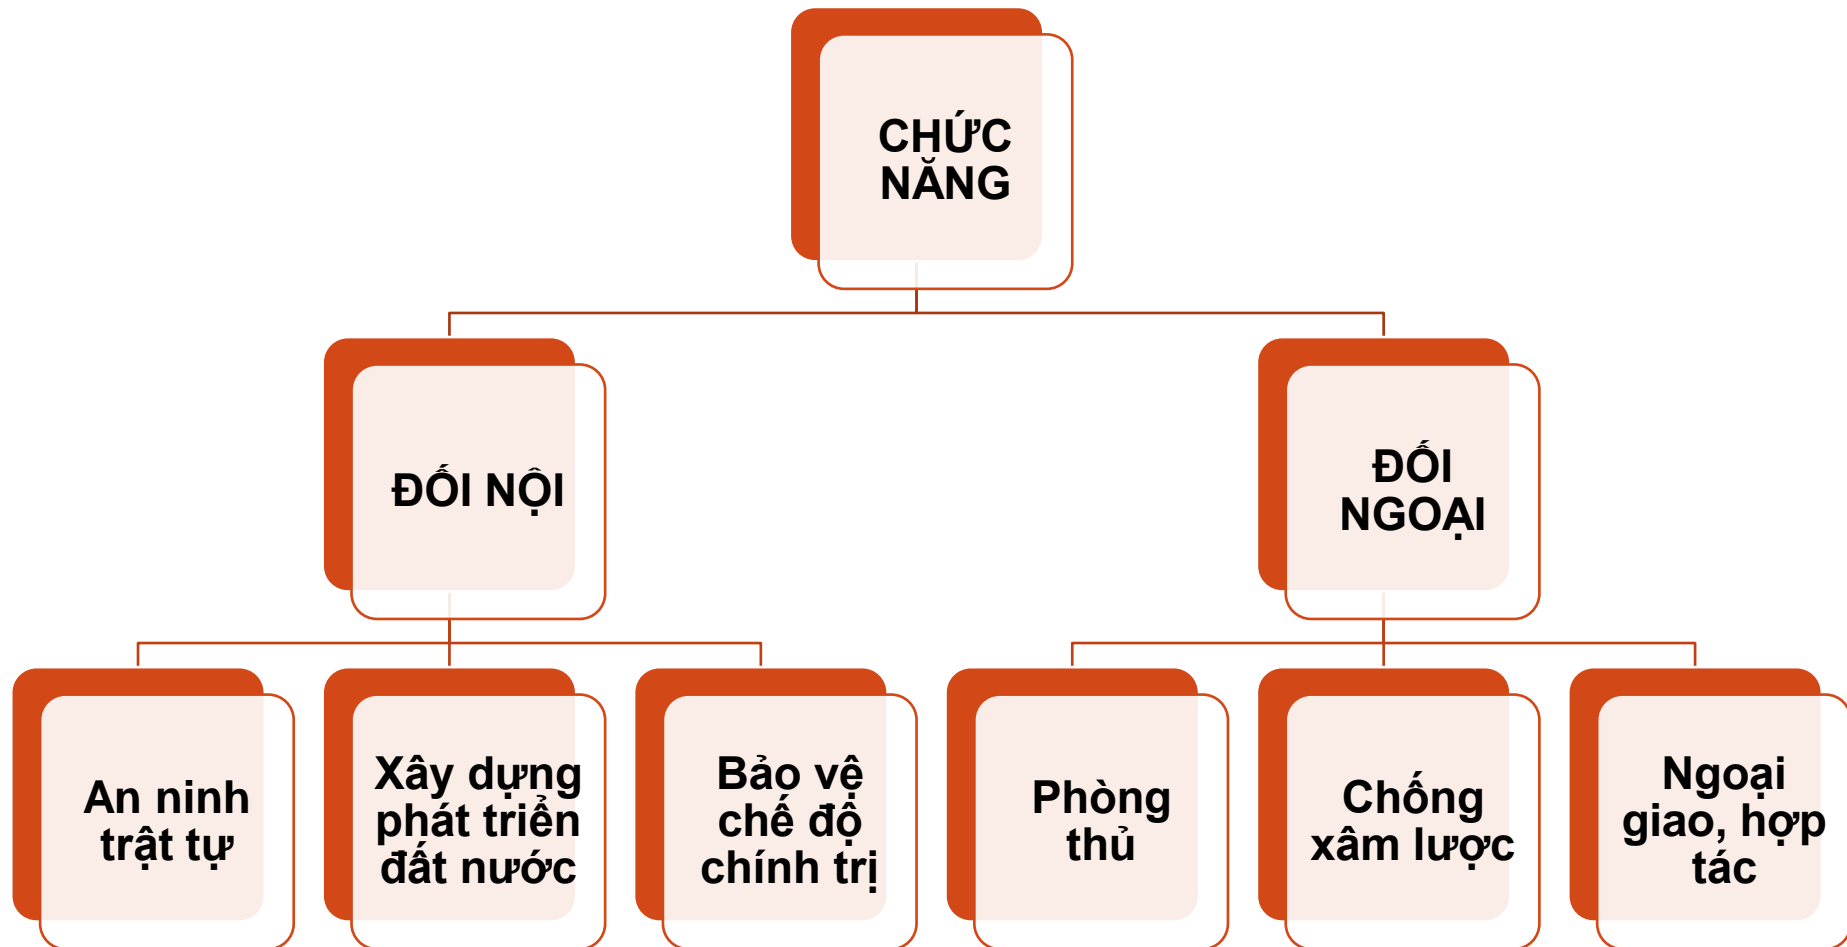 CHỨC
NĂNG
ĐỐI NỘI
ĐỐI
NGOẠI
An ninh
trật tự
Xây dựng
phát triển
đất nước
Bảo vệ
chế độ
chính trị
Phòng
thủ
Chống
xâm lược
Ngoại
giao, hợp
tác